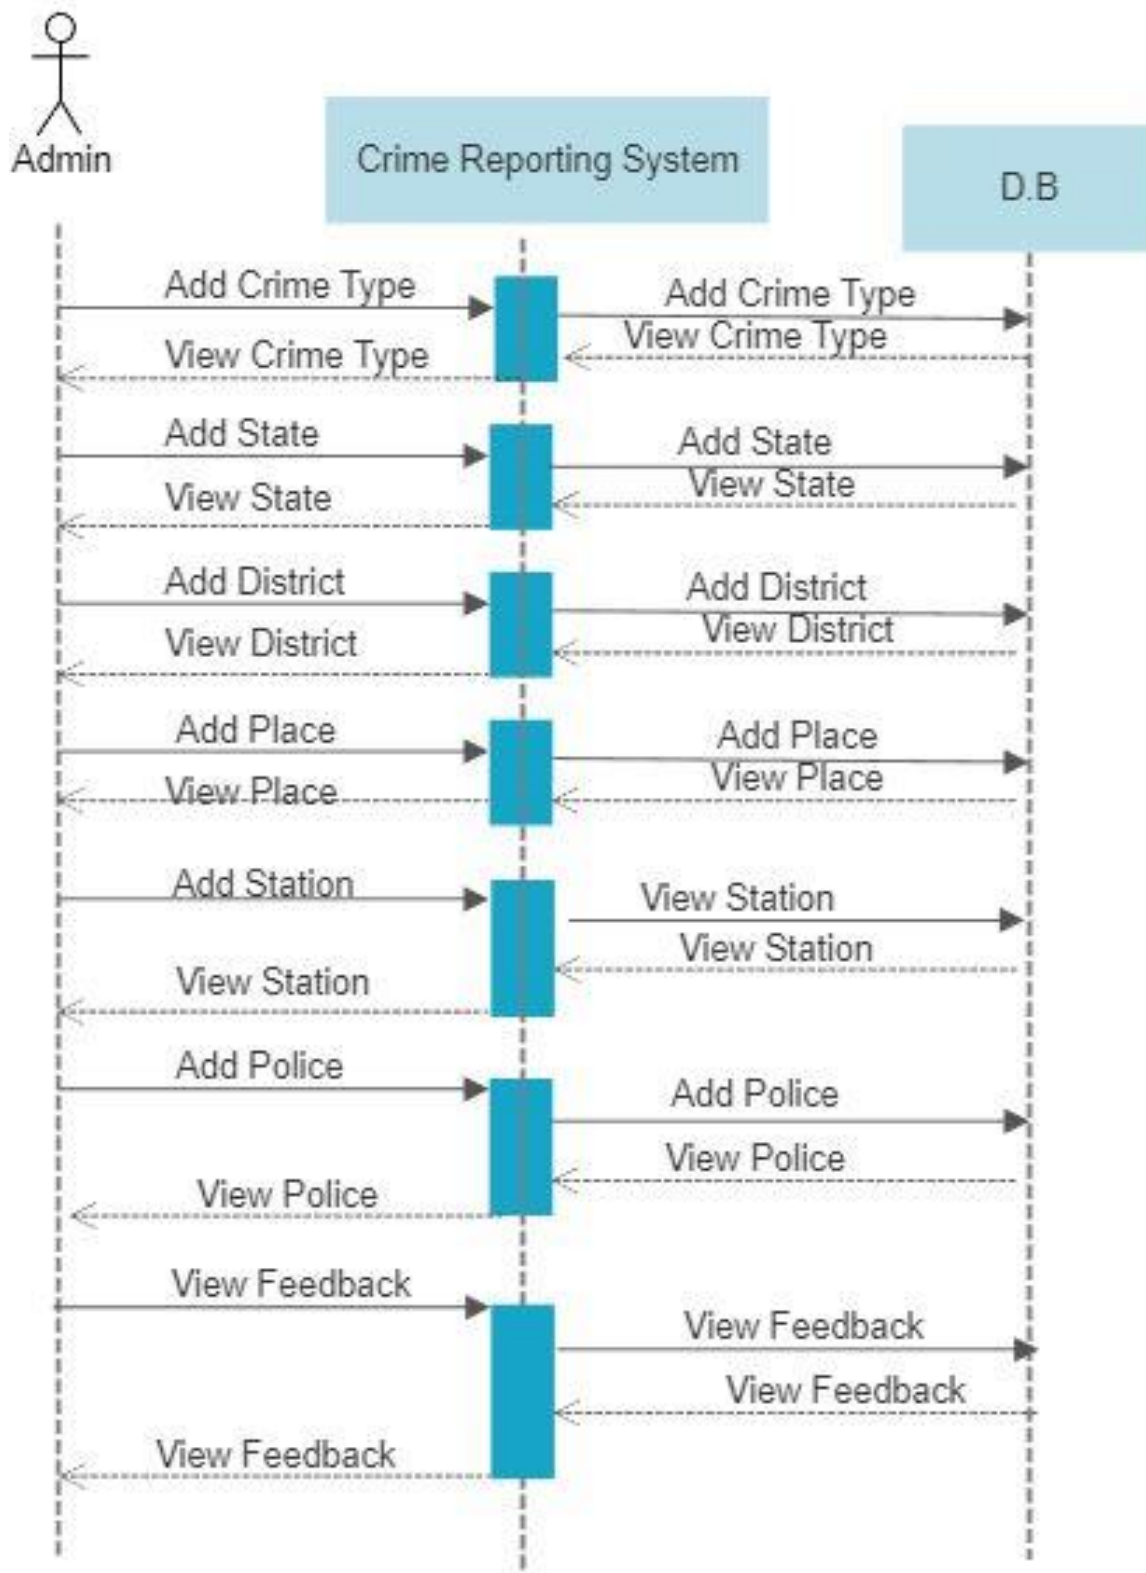 Admin
Crime Reporting System
D.B
Add Crime Type
Add Crime Type
View Crime Type
View Crime Type
Add State
Add State
View State
View State
Add District
Add District
View District
View District
Add Place
Add Place
View Place
View Place
Add Station
View Station
View Station
View Station
Add Police
Add Police
View Police
View Police
View Feedback
View Feedback
View Feedback
View Feedback